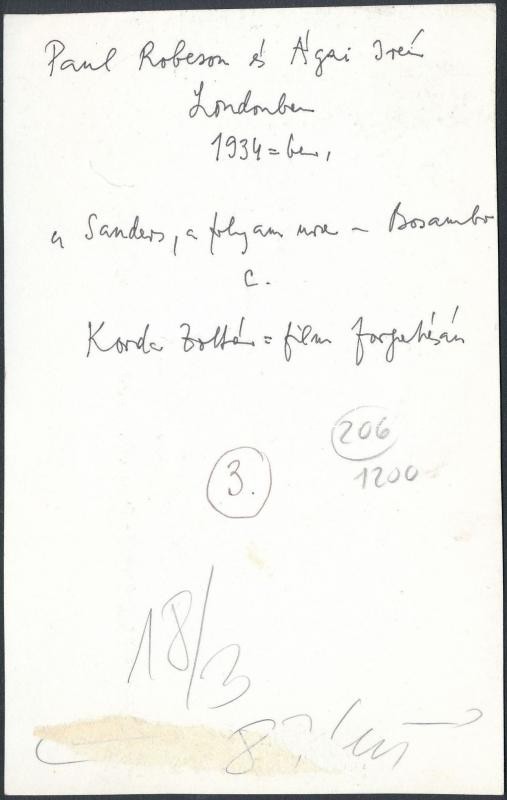 Paul Robeson és Ágai Irén
Londonban
1934=ben,
a Sanders, a folyam ura – Bosambo
c.
Korda Zoltán=film forgatásán
206
1200
3.
18/3